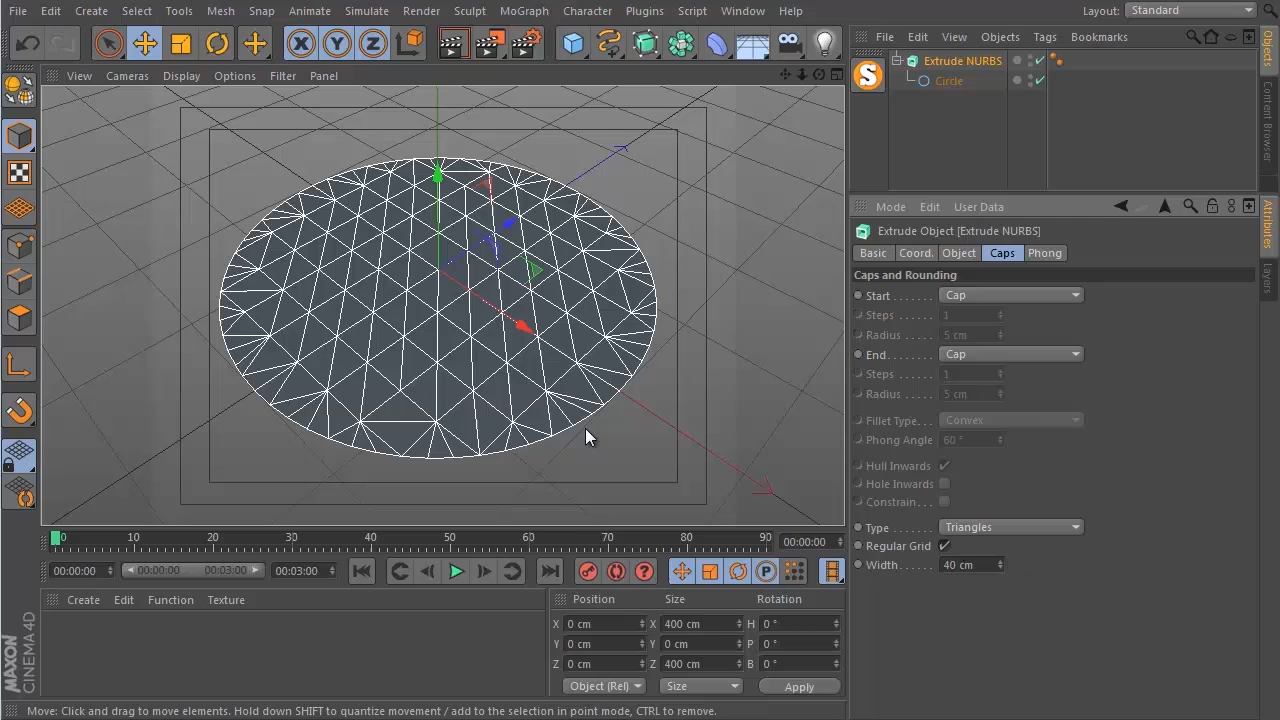 File Edit Create Select Tools Mesh Snap Animate Simulate Render Sculpt MoGraph Character Plugins Script Window Help Layout: Standard
File Edit View Objects Tags Bookmarks
View Cameras Display Options Filter Panel
Extrude NURBS
Circle
Objects
Content Browser
Mode Edit User Data
Attributes
Layers
Extrude Object [Extrude NURBS]
Basic Coord. Object Caps Phong
Caps and Rounding
Start . . . . . . . Cap
Steps . . . . . . 1
Radius . . . . . 5 cm
End. . . . . . . . Cap
Steps . . . . . . 1
Radius . . . . . 5 cm
Fillet Type. . . Convex
Phong Angle 60 °
Hull Inwards
Hole Inwards
Constrain. . .
Type . . . . . . . Triangles
Regular Grid
Width. . . . . . 40 cm
0 10 20 30 40 50 60 70 80 90 00:00:00
00:00:00 00:00:00 00:03:00 00:03:00
Create Edit Function Texture
Position Size Rotation
X 0 cm X 400 cm H 0 °
Y 0 cm Y 0 cm P 0 °
Z 0 cm Z 400 cm B 0 °
Object (Rel) Size Apply
MAXON
CINEMA 4D
Move: Click and drag to move elements. Hold down SHIFT to quantize movement / add to the selection in point mode, CTRL to remove.